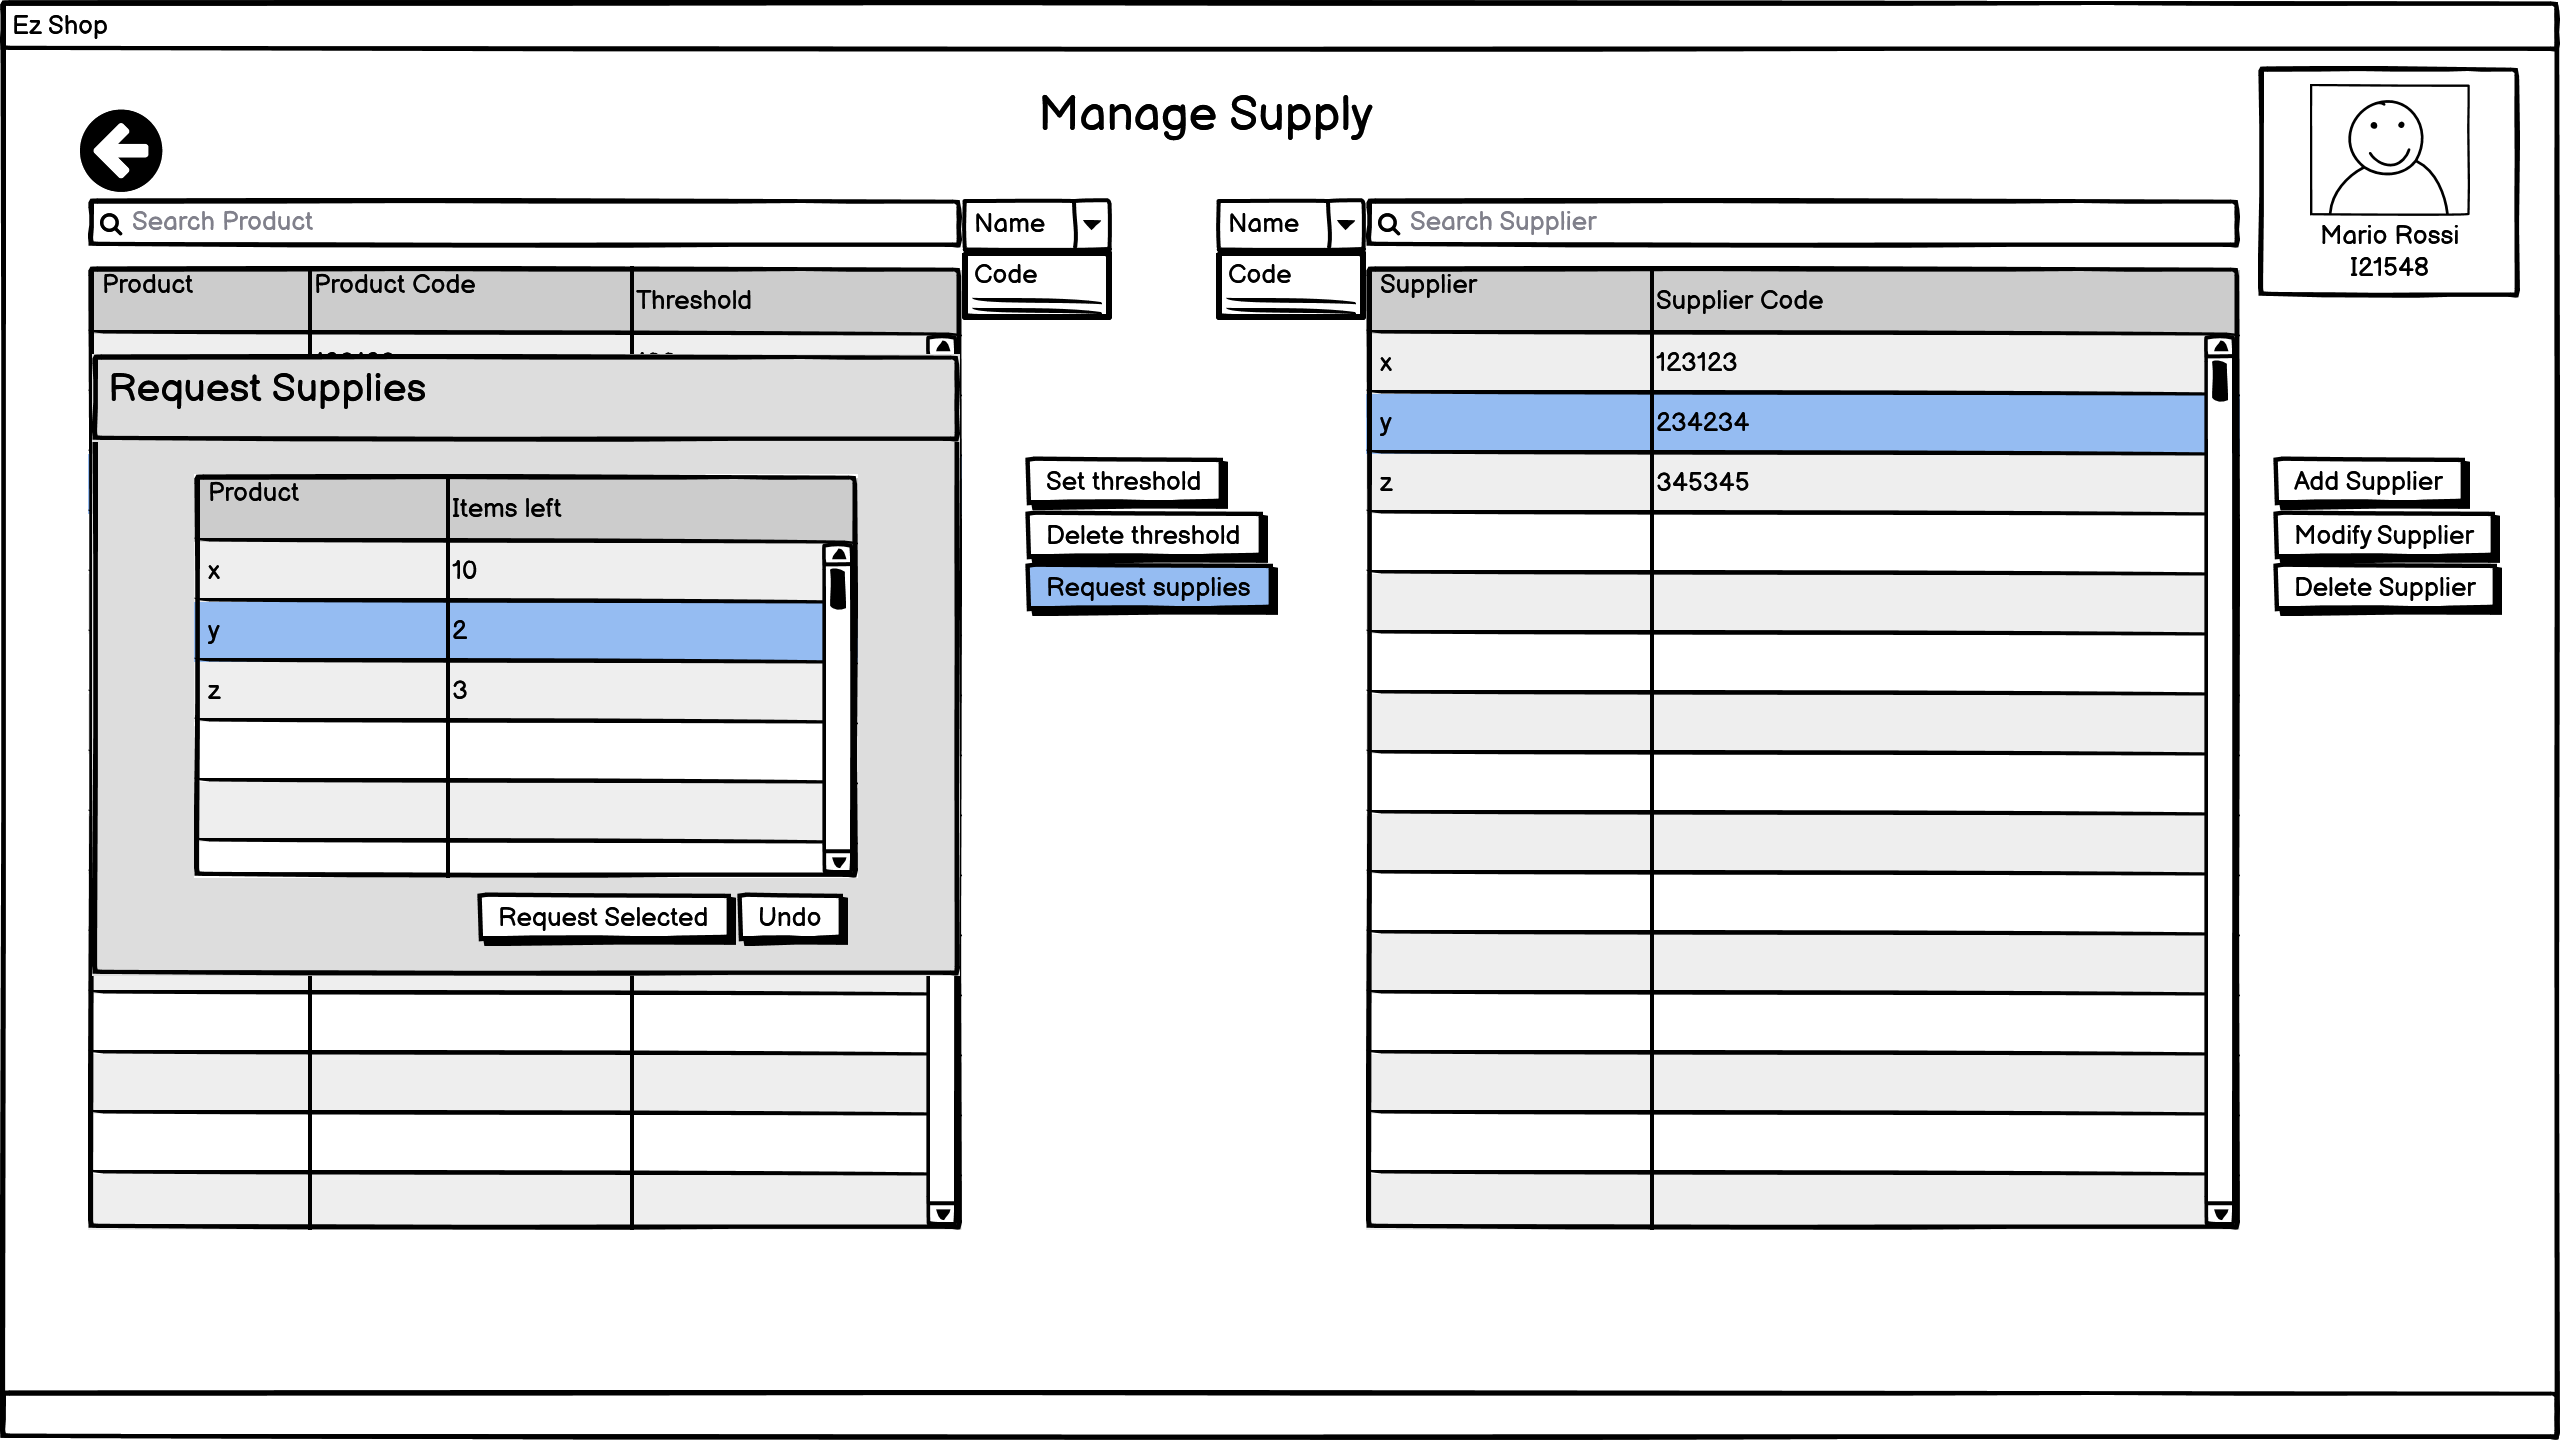 Ez Shop
Manage Supply
Mario Rossi
I21548
Search Product
Name
Code
Name
Code
Search Supplier
Product Product Code Threshold
Request Supplies
Product Items left
x 10
y 2
z 3
Request Selected Undo
Set threshold
Delete threshold
Request supplies
Supplier Supplier Code
x 123123
y 234234
z 345345
Add Supplier
Modify Supplier
Delete Supplier